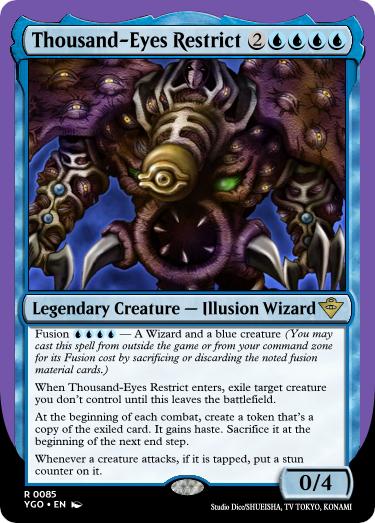 Thousand-Eyes Restrict 2
Legendary Creature — Illusion Wizard
Fusion — A Wizard and a blue creature (You may
cast this spell from outside the game or from your command
zone for its Fusion cost by sacrificing or discarding the noted fusion
material cards.)
When Thousand-Eyes Restrict enters, exile target creature
you don't control until this leaves the battlefield.
At the beginning of each combat, create a token that's a
copy of the exiled card. It gains haste. Sacrifice it at the
beginning of the next end step.
Whenever a creature attacks, if it is tapped, put a stun
counter on it.
0/4
R 0085
YGO • EN
Studio Dice/SHUEISHA, TV TOKYO, KONAMI